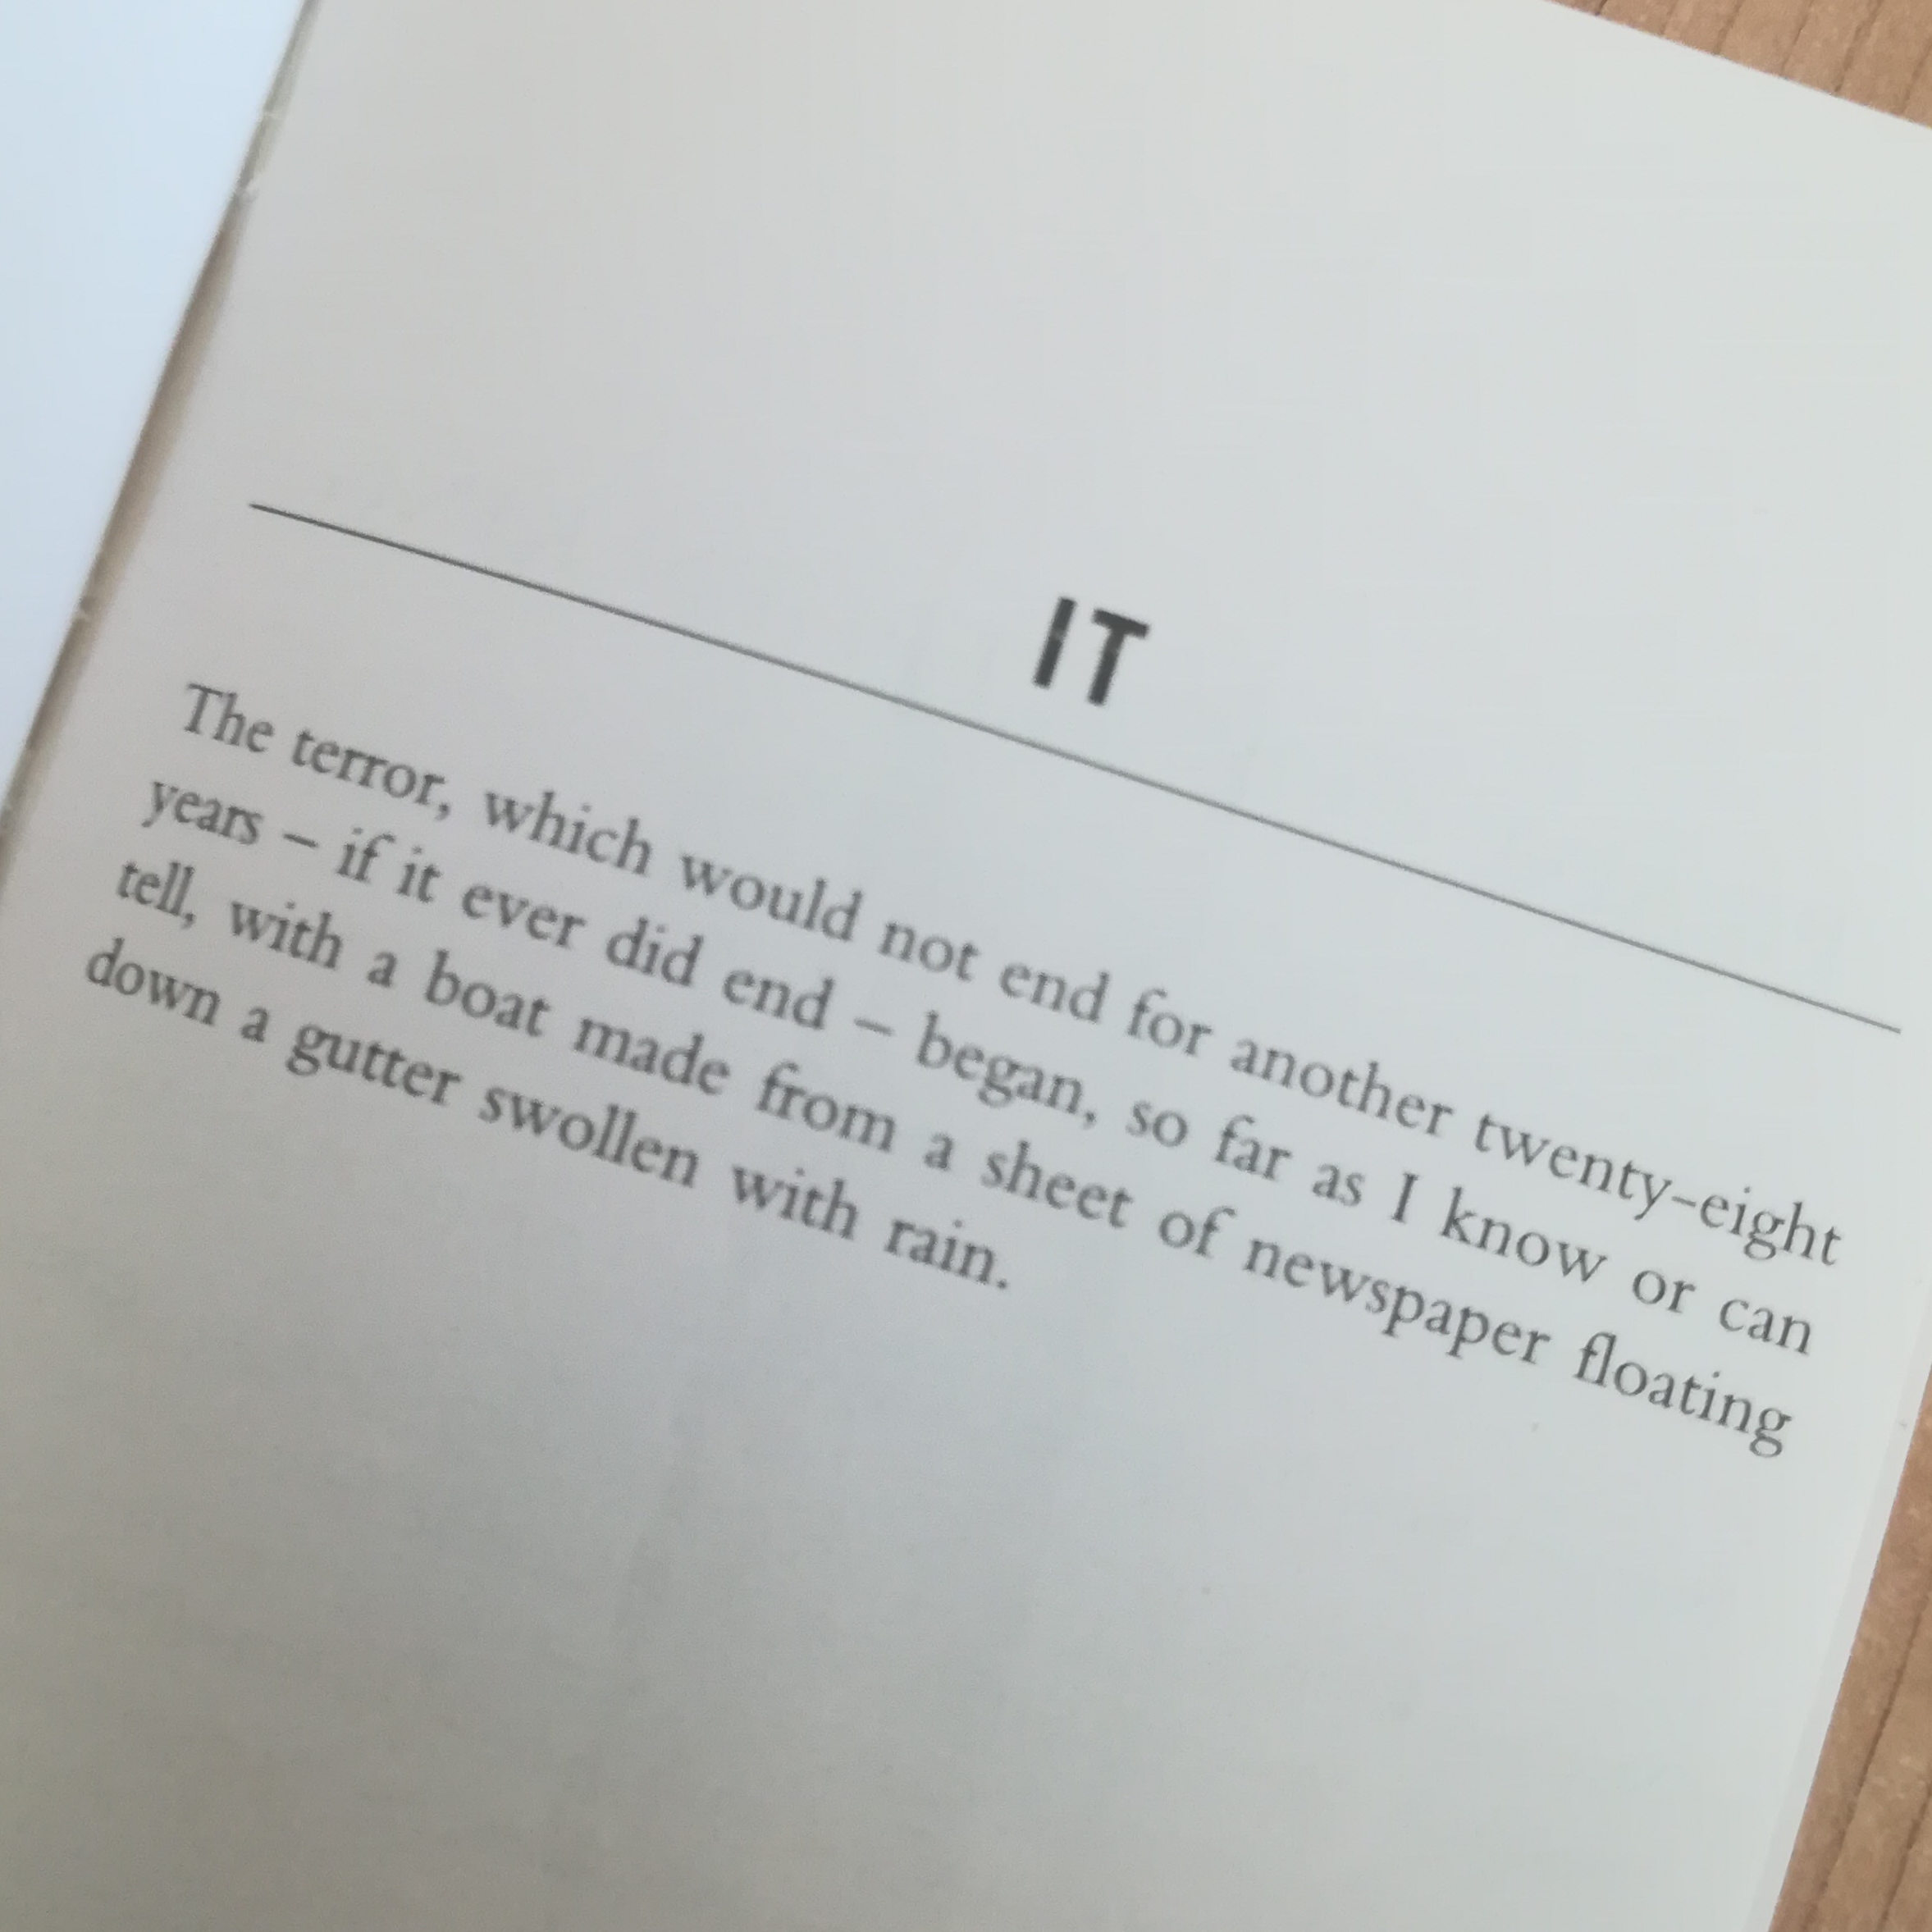 IT
The terror, which would not end for another twenty-eight
years – if it ever did end – began, so far as I know or can
tell, with a boat made from a sheet of newspaper floating
down a gutter swollen with rain.